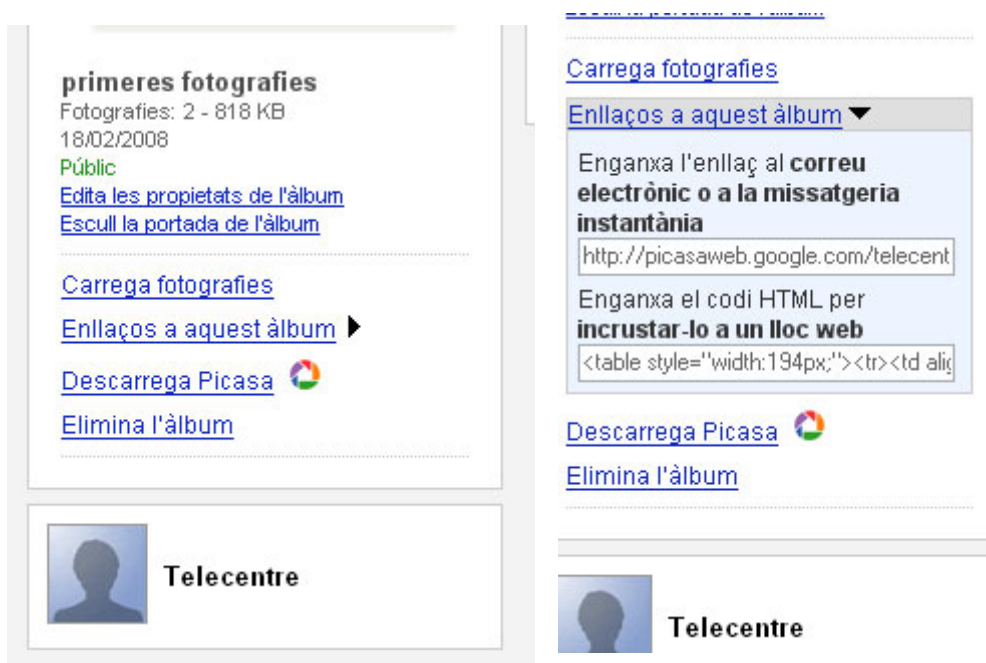 primeres fotografies
Fotografies: 2 - 818 KB
18/02/2008
Públic
Edita les propietats de l'àlbum
Escull la portada de l'àlbum
Carrega fotografies
Enllaços a aquest àlbum
Descarrega Picasa
Elimina l'àlbum
Telecentre
Carrega fotografies
Enllaços a aquest àlbum
Enganxa l'enllaç al correu
electrònic o a la missatgeria
instantània
http://picasaweb.google.com/telecent
Enganxa el codi HTML per
incrustar-lo a un lloc web
<table style="width:194px;"><tr><td alig
Descarrega Picasa
Elimina l'àlbum
Telecentre